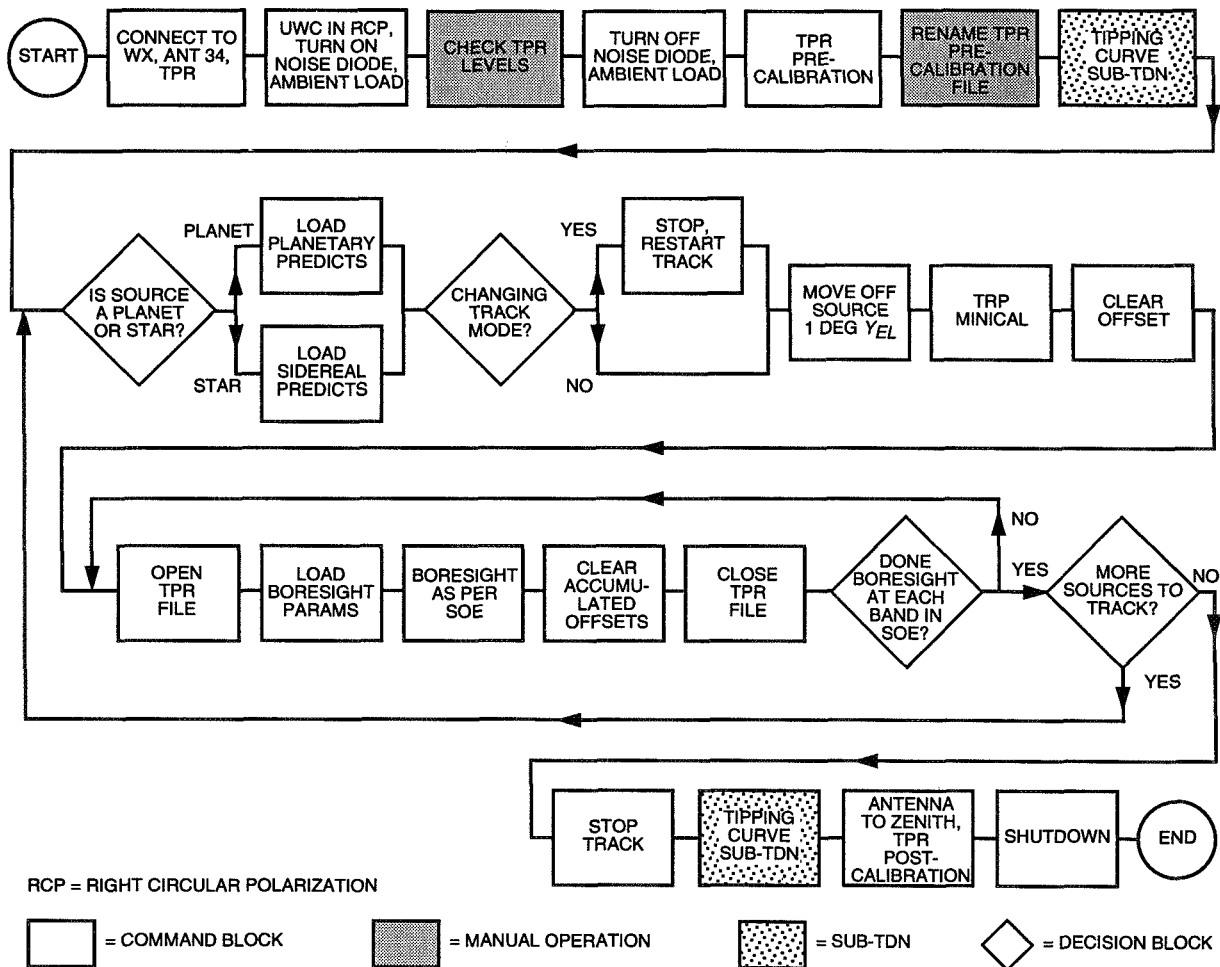 START
CONNECT TO
WX, ANT 34,
TPR
UWC IN RCP,
TURN ON
NOISE DIODE,
AMBIENT LOAD
CHECK TPR
LEVELS
TURN OFF
NOISE DIODE,
AMBIENT LOAD
TPR
PRE-
CALIBRATION
RENAME TPR
PRE-
CALIBRATION
FILE
TIPPING
CURVE
SUB-TDN
IS SOURCE
A PLANET
OR STAR?
PLANET
LOAD
PLANETARY
PREDICTS
STAR
LOAD
SIDEREAL
PREDICTS
CHANGING
TRACK
MODE?
YES
STOP,
RESTART
TRACK
NO
MOVE OFF
SOURCE
1 DEG YEL
TRP
MINICAL
CLEAR
OFFSET
OPEN
TPR
FILE
LOAD
BORESIGHT
PARAMS
BORESIGHT
AS PER
SOE
CLEAR
ACCUMU-
LATED
OFFSETS
CLOSE
TPR
FILE
DONE
BORESIGHT
AT EACH
BAND IN
SOE?
NO
YES
MORE
SOURCES TO
TRACK?
NO
YES
STOP
TRACK
TIPPING
CURVE
SUB-TDN
ANTENNA
TO ZENITH,
TPR
POST-
CALIBRATION
SHUTDOWN
END
RCP = RIGHT CIRCULAR POLARIZATION
= COMMAND BLOCK
= MANUAL OPERATION
= SUB-TDN
= DECISION BLOCK